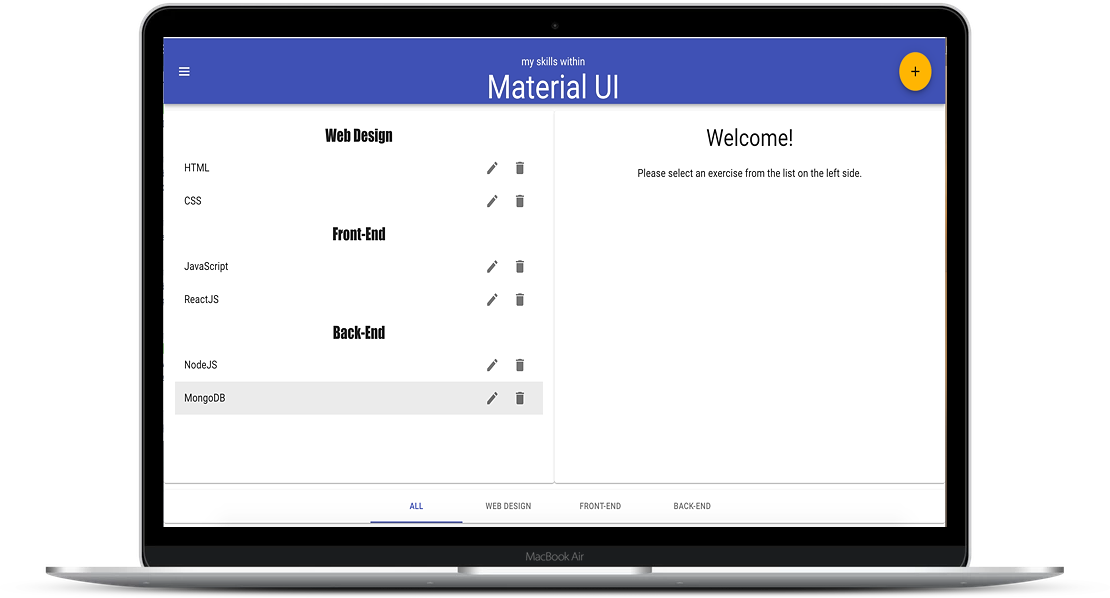 my skills within
Material UI
+
Web Design
HTML
CSS
Front-End
JavaScript
ReactJS
Back-End
NodeJS
MongoDB
Welcome!
Please select an exercise from the list on the left side.
ALL
WEB DESIGN
FRONT-END
BACK-END
MacBook Air